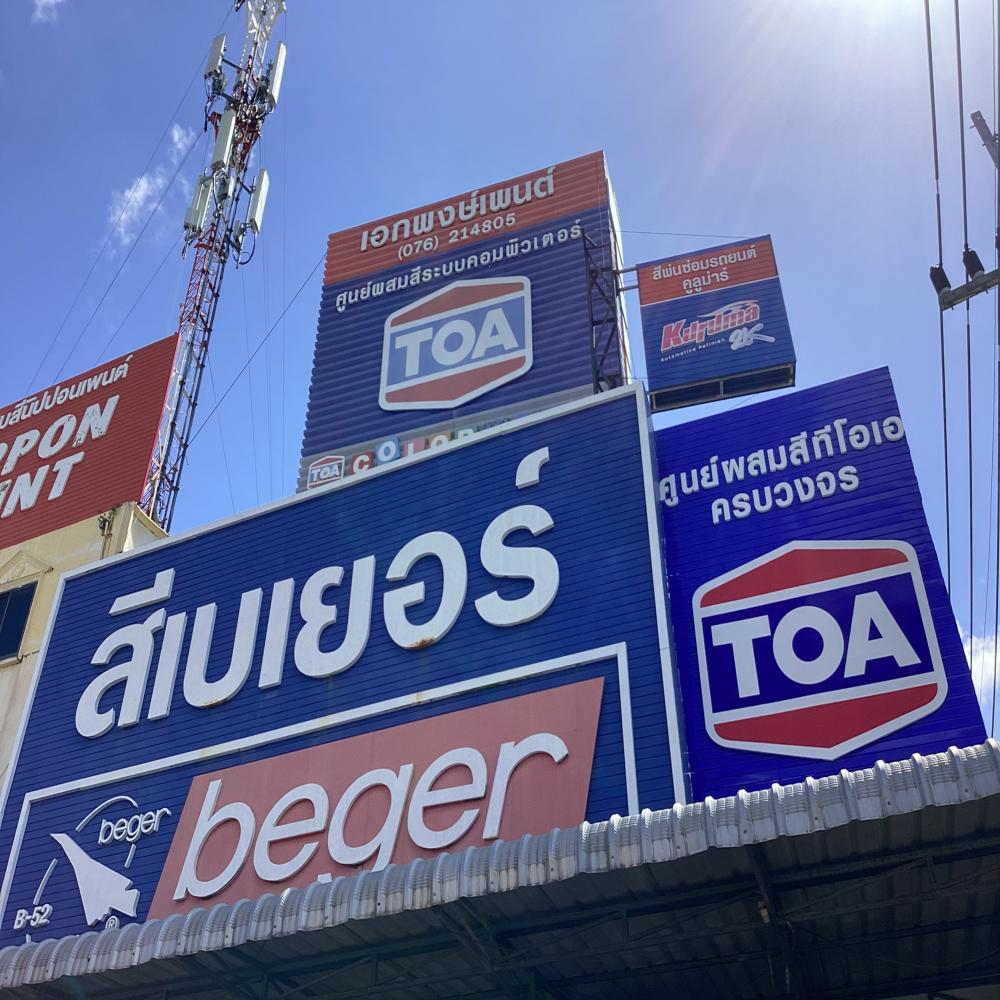 เอกพงษ์เพนต์
(076) 214805
ศูนย์ผสมสีระบบคอมพิวเตอร์
TOA
TOA COLOR
สีพ่นซ่อมรถยนต์
คูลูม่าร์
Kuruma
Automotive Refinish 2K
สีนิปปอนเพนต์
PPON
INT
ศูนย์ผสมสีทีโอเอ
ครบวงจร
TOA
สีเบเยอร์
beger
beger
B-52
®